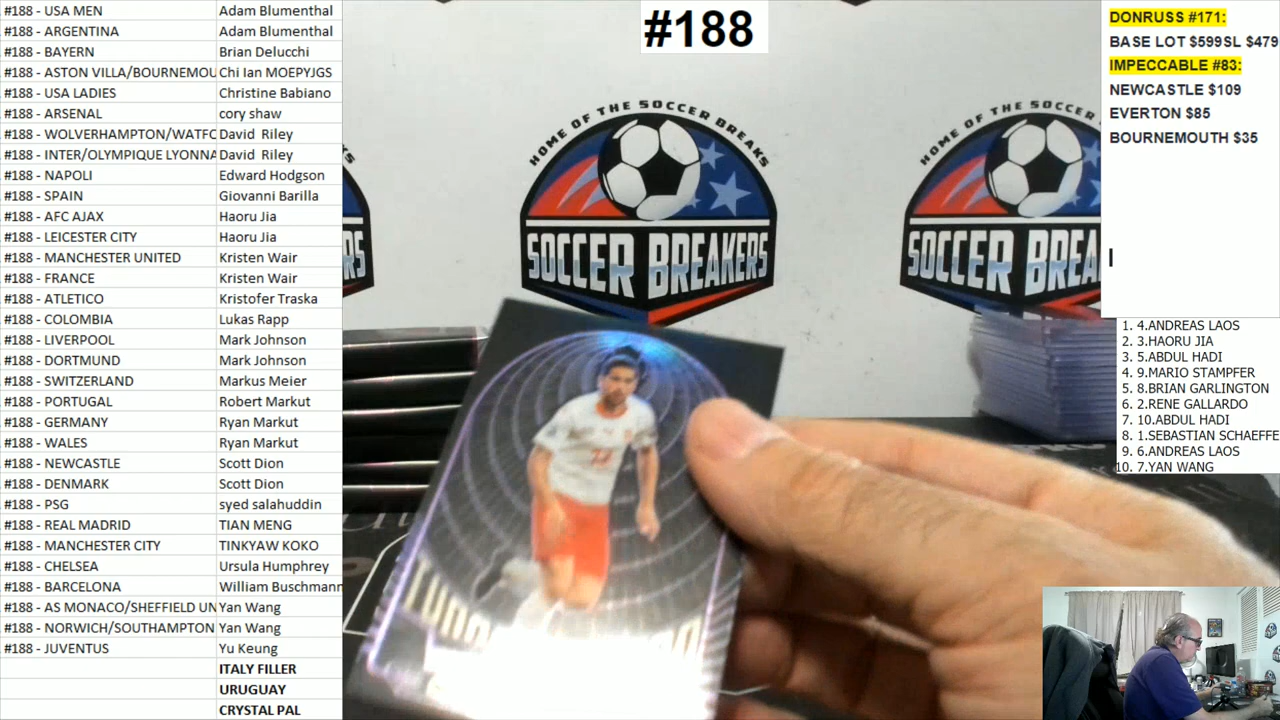 #188 - USA MEN Adam Blumenthal
#188 - ARGENTINA Adam Blumenthal
#188 - BAYERN Brian Delucchi
#188 - ASTON VILLA/BOURNEMOU Chi Ian MOEPYJGS
#188 - USA LADIES Christine Babiano
#188 - ARSENAL cory shaw
#188 - WOLVERHAMPTON/WATFC David Riley
#188 - INTER/OLYMPIQUE LYONNA David Riley
#188 - NAPOLI Edward Hodgson
#188 - SPAIN Giovanni Barilla
#188 - AFC AJAX Haoru Jia
#188 - LEICESTER CITY Haoru Jia
#188 - MANCHESTER UNITED Kristen Wair
#188 - FRANCE Kristen Wair
#188 - ATLETICO Kristofer Traska
#188 - COLOMBIA Lukas Rapp
#188 - LIVERPOOL Mark Johnson
#188 - DORTMUND Mark Johnson
#188 - SWITZERLAND Markus Meier
#188 - PORTUGAL Robert Markut
#188 - GERMANY Ryan Markut
#188 - WALES Ryan Markut
#188 - NEWCASTLE Scott Dion
#188 - DENMARK Scott Dion
#188 - PSG syed salahuddin
#188 - REAL MADRID TIAN MENG
#188 - MANCHESTER CITY TINKYAW KOKO
#188 - CHELSEA Ursula Humphrey
#188 - BARCELONA William Buschmann
#188 - AS MONACO/SHEFFIELD UN Yan Wang
#188 - NORWICH/SOUTHAMPTON Yan Wang
#188 - JUVENTUS Yu Keung
ITALY FILLER
URUGUAY
CRYSTAL PAL
#188
HOME OF THE SOCCER BREAKS
SOCCER BREAKERS
HOME OF THE SOCCER
SOCCER BREA
RS
DONRUSS #171:
BASE LOT $599SL $479
IMPECCABLE #83:
NEWCASTLE $109
EVERTON $85
BOURNEMOUTH $35
1. 4.ANDREAS LAOS
2. 3.HAORU JIA
3. 5.ABDUL HADI
4. 9.MARIO STAMPFER
5. 8.BRIAN GARLINGTON
6. 2.RENE GALLARDO
7. 10.ABDUL HADI
8. 1.SEBASTIAN SCHAEFFE
9. 6.ANDREAS LAOS
10. 7.YAN WANG